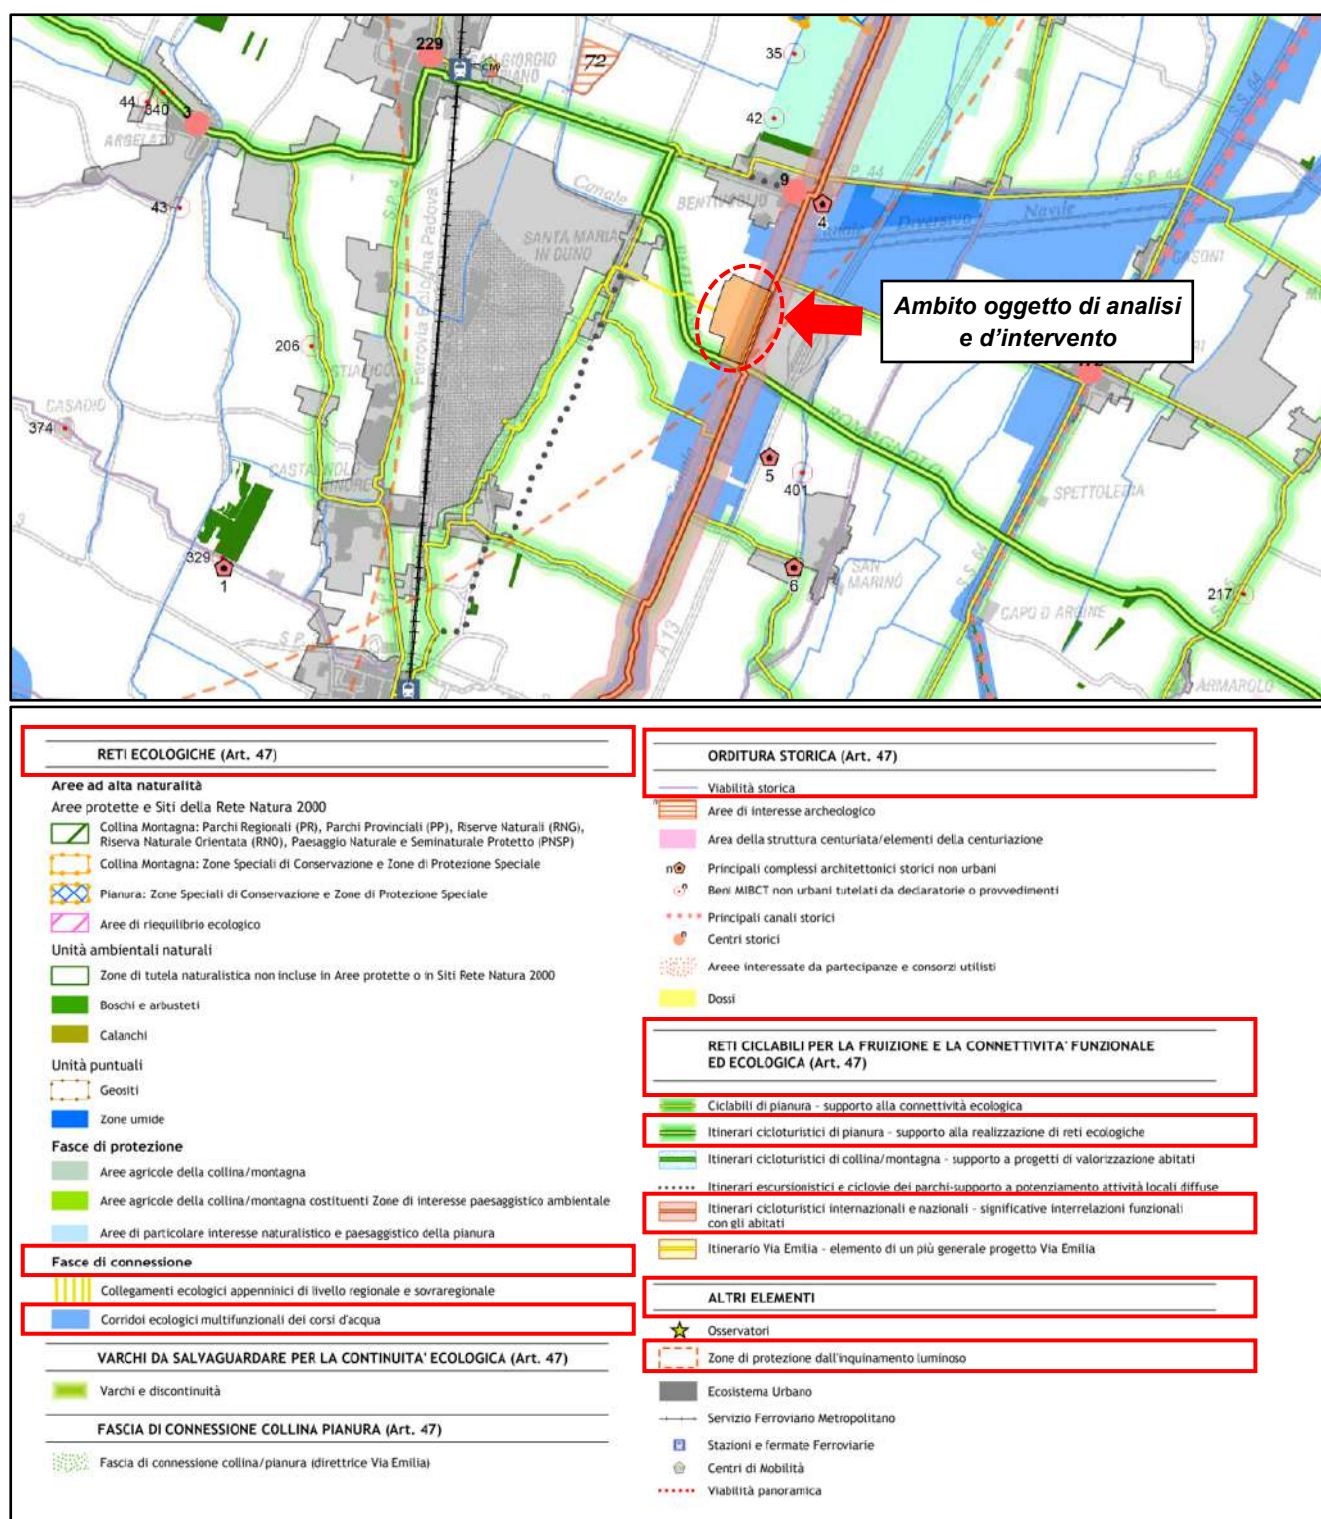 229
SAN GIORGIO
DI PIANO
CM
72
35
44
340
3
ARGELATO
42
S.S. 64
S.P. 4
S.P. 44
S.P. 44
9
BENTIVOGLIO
4
Canale
Diversivo
Navile
CASONI
43
Ferrovia Bologna Padova
SANTA MARIA
IN DUNO
Canale
Ambito oggetto di analisi
e d'intervento
206
STIATICO
CASADIO
374
ROMAGNOLO
CASTAGNOLO
MINORE
5
401
SPETTOLERIA
329
1
6
SAN
MARINO
S.S. 64
217
CAPO D'ARGINE
S.P.
A 13
ARMAROLO
RETI ECOLOGICHE (Art. 47)
Aree ad alta naturalità
Aree protette e Siti della Rete Natura 2000
Collina Montagna: Parchi Regionali (PR), Parchi Provinciali (PP), Riserve Naturali (RNG),
Riserva Naturale Orientata (RNO), Paesaggio Naturale e Seminaturale Protetto (PNSP)
Collina Montagna: Zone Speciali di Conservazione e Zone di Protezione Speciale
Pianura: Zone Speciali di Conservazione e Zone di Protezione Speciale
Aree di riequilibrio ecologico
Unità ambientali naturali
Zone di tutela naturalistica non incluse in Aree protette o in Siti Rete Natura 2000
Boschi e arbusteti
Calanchi
Unità puntuali
Geositi
Zone umide
Fasce di protezione
Aree agricole della collina/montagna
Aree agricole della collina/montagna costituenti Zone di interesse paesaggistico ambientale
Aree di particolare interesse naturalistico e paesaggistico della pianura
Fasce di connessione
Collegamenti ecologici appenninici di livello regionale e sovraregionale
Corridoi ecologici multifunzionali dei corsi d'acqua
VARCHI DA SALVAGUARDARE PER LA CONTINUITA' ECOLOGICA (Art. 47)
Varchi e discontinuità
FASCIA DI CONNESSIONE COLLINA PIANURA (Art. 47)
Fascia di connessione collina/pianura (direttrice Via Emilia)
ORDITURA STORICA (Art. 47)
Viabilità storica
n
Aree di interesse archeologico
Area della struttura centuriata/elementi della centuriazione
n
Principali complessi architettonici storici non urbani
n
Beni MIBCT non urbani tutelati da declaratorie o provvedimenti
Principali canali storici
n
Centri storici
Areee interessate da partecipanze e consorzi utilisti
Dossi
RETI CICLABILI PER LA FRUIZIONE E LA CONNETTIVITA' FUNZIONALE
ED ECOLOGICA (Art. 47)
Ciclabili di pianura - supporto alla connettività ecologica
Itinerari cicloturistici di pianura - supporto alla realizzazione di reti ecologiche
Itinerari cicloturistici di collina/montagna - supporto a progetti di valorizzazione abitati
Itinerari escursionistici e ciclovie dei parchi-supporto a potenziamento attività locali diffuse
Itinerari cicloturistici internazionali e nazionali - significative interrelazioni funzionali
con gli abitati
Itinerario Via Emilia - elemento di un più generale progetto Via Emilia
ALTRI ELEMENTI
Osservatori
Zone di protezione dall'inquinamento luminoso
Ecosistema Urbano
Servizio Ferroviario Metropolitano
Stazioni e fermate Ferroviarie
Centri di Mobilità
Viabilità panoramica